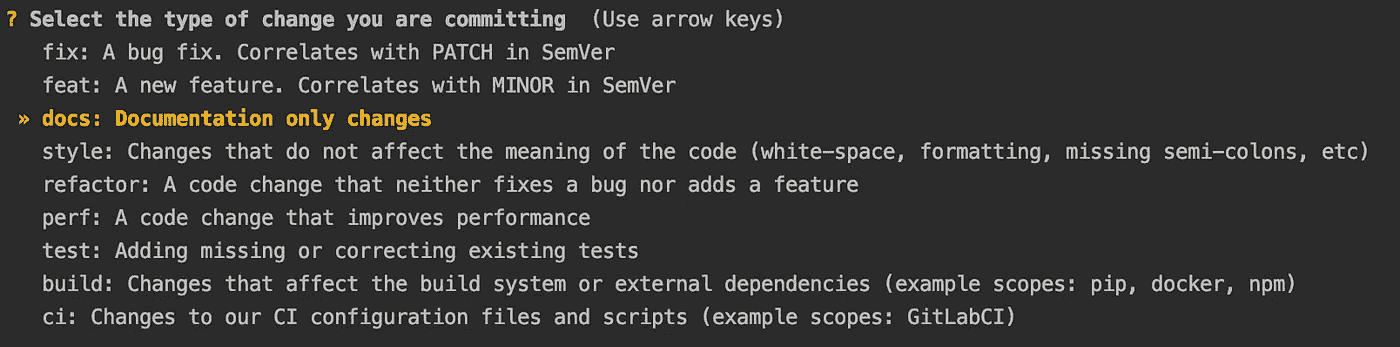 ? Select the type of change you are committing (Use arrow keys)
fix: A bug fix. Correlates with PATCH in SemVer
feat: A new feature. Correlates with MINOR in SemVer
» docs: Documentation only changes
style: Changes that do not affect the meaning of the code (white-space, formatting, missing semi-colons, etc)
refactor: A code change that neither fixes a bug nor adds a feature
perf: A code change that improves performance
test: Adding missing or correcting existing tests
build: Changes that affect the build system or external dependencies (example scopes: pip, docker, npm)
ci: Changes to our CI configuration files and scripts (example scopes: GitLabCI)